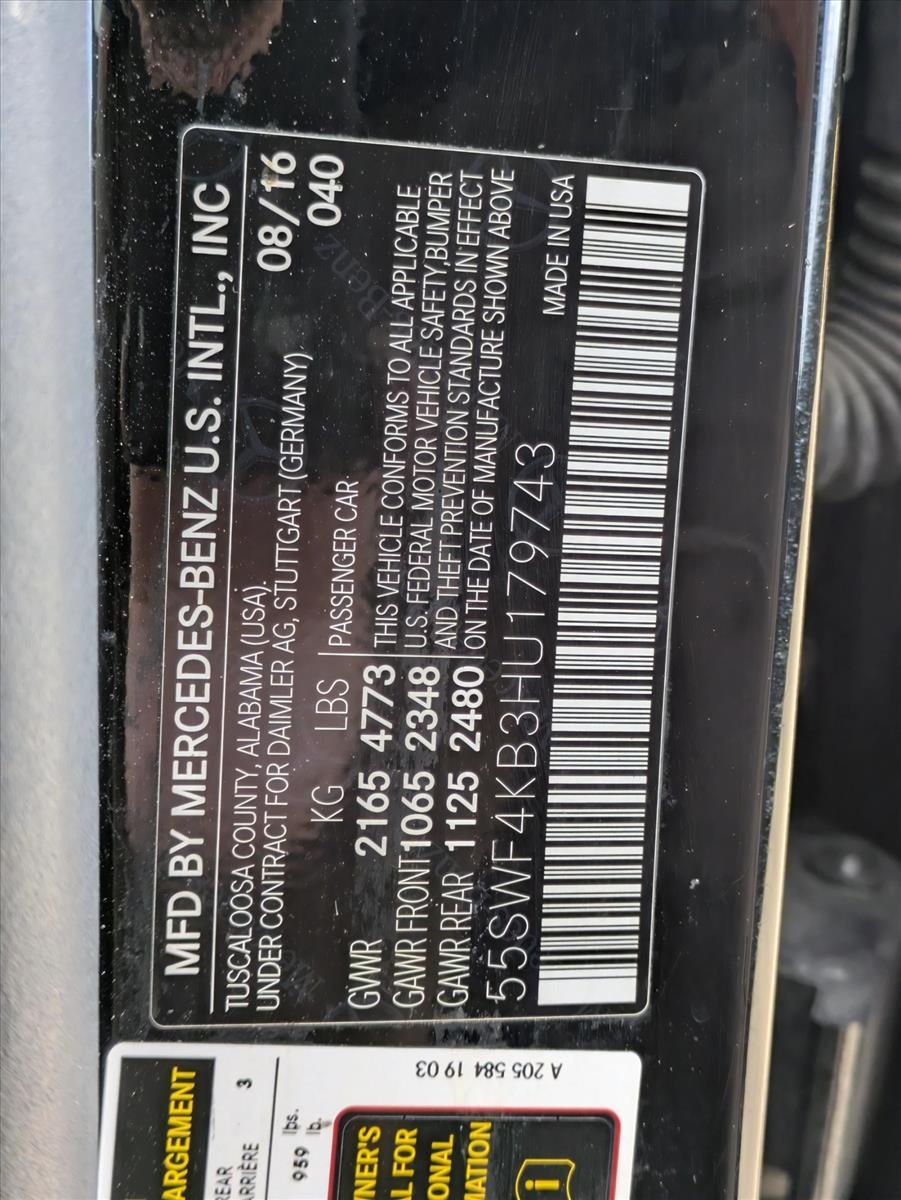 MFD BY MERCEDES-BENZ U.S. INTL., INC
TUSCALOOSA COUNTY, ALABAMA (USA).
08/16
UNDER CONTRACT FOR DAIMLER AG, STUTTGART (GERMANY)
040
KG LBS PASSENGER CAR
GVWR 2165 4773 THIS VEHICLE CONFORMS TO ALL APPLICABLE
GAWR FRONT 1065 2348 U.S. FEDERAL MOTOR VEHICLE SAFETY,BUMPER
GAWR REAR 1125 2480 AND THEFT PREVENTION STANDARDS IN EFFECT
ON THE DATE OF MANUFACTURE SHOWN ABOVE
55SWF4KB3HU179743 MADE IN USA
ARGEMENT
REAR
ARRIÈRE 3
959 lbs.
lb.
NER'S
AL FOR
ONAL
MATION
i
A 205 584 19 03